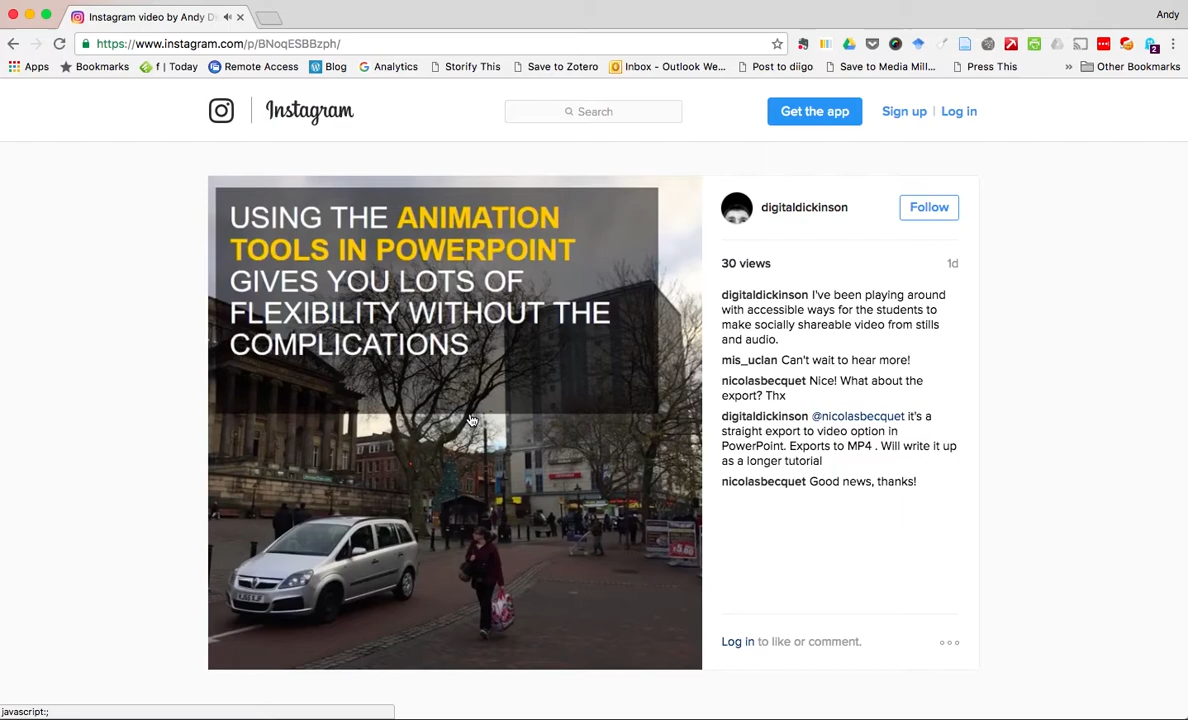 Instagram video by Andy D
Andy
https://www.instagram.com/p/BNoqESBBzph/
2
Apps
Bookmarks
f | Today
Remote Access
Blog
Analytics
Storify This
Save to Zotero
Inbox - Outlook We...
Post to diigo
Save to Media Mill...
Press This
»
Other Bookmarks
Instagram
Search
Get the app
Sign up | Log in
USING THE ANIMATION
TOOLS IN POWERPOINT
GIVES YOU LOTS OF
FLEXIBILITY WITHOUT THE
COMPLICATIONS
digitaldickinson
Follow
30 views
1d
digitaldickinson I've been playing around
with accessible ways for the students to
make socially shareable video from stills
and audio.
mis_uclan Can't wait to hear more!
nicolasbecquet Nice! What about the
export? Thx
digitaldickinson @nicolasbecquet it's a
straight export to video option in
PowerPoint. Exports to MP4 . Will write it up
as a longer tutorial
nicolasbecquet Good news, thanks!
Log in to like or comment.
javascript:;